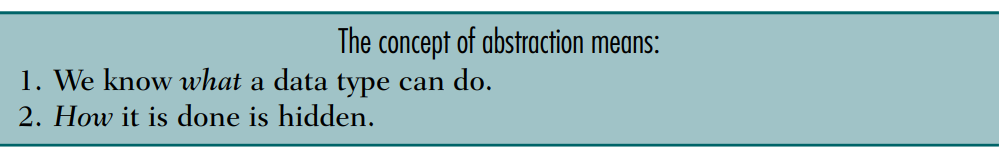 The concept of abstraction means:
1. We know what a data type can do.
2. How it is done is hidden.